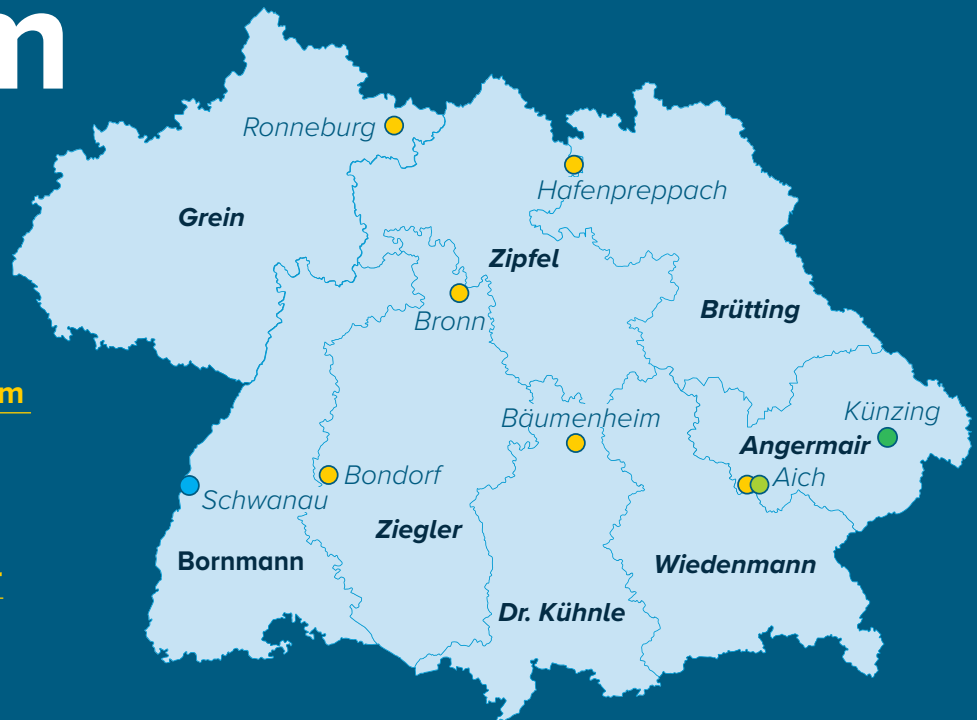 m
Ronneburg
Hafenpreppach
Grein
Zipfel
Brütting
Bronn
m
Künzing
Bäumenheim
Angermair
Bondorf
Aich
Schwanau
Ziegler
Bornmann
Wiedenmann
Dr. Kühnle